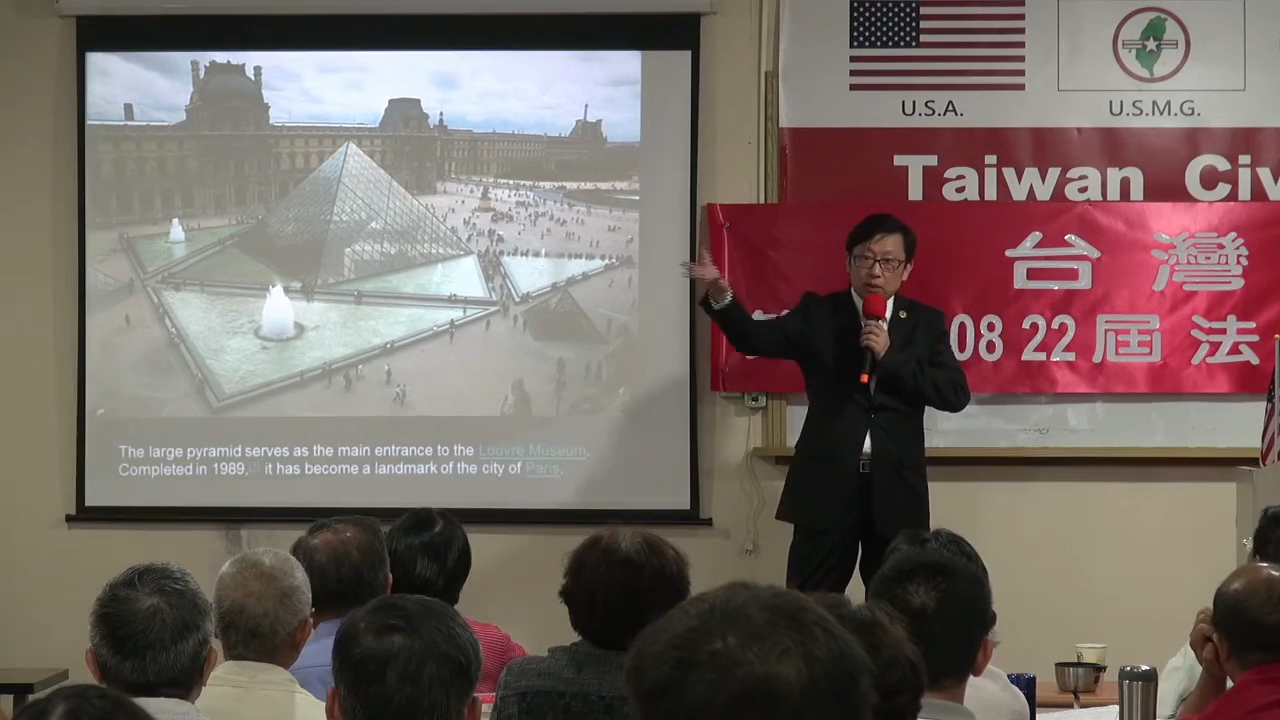 The large pyramid serves as the main entrance to the Louvre Museum.
Completed in 1989,[1] it has become a landmark of the city of Paris.
U.S.A.
U.S.M.G.
Taiwan Civ
台灣
08 22 屆 法